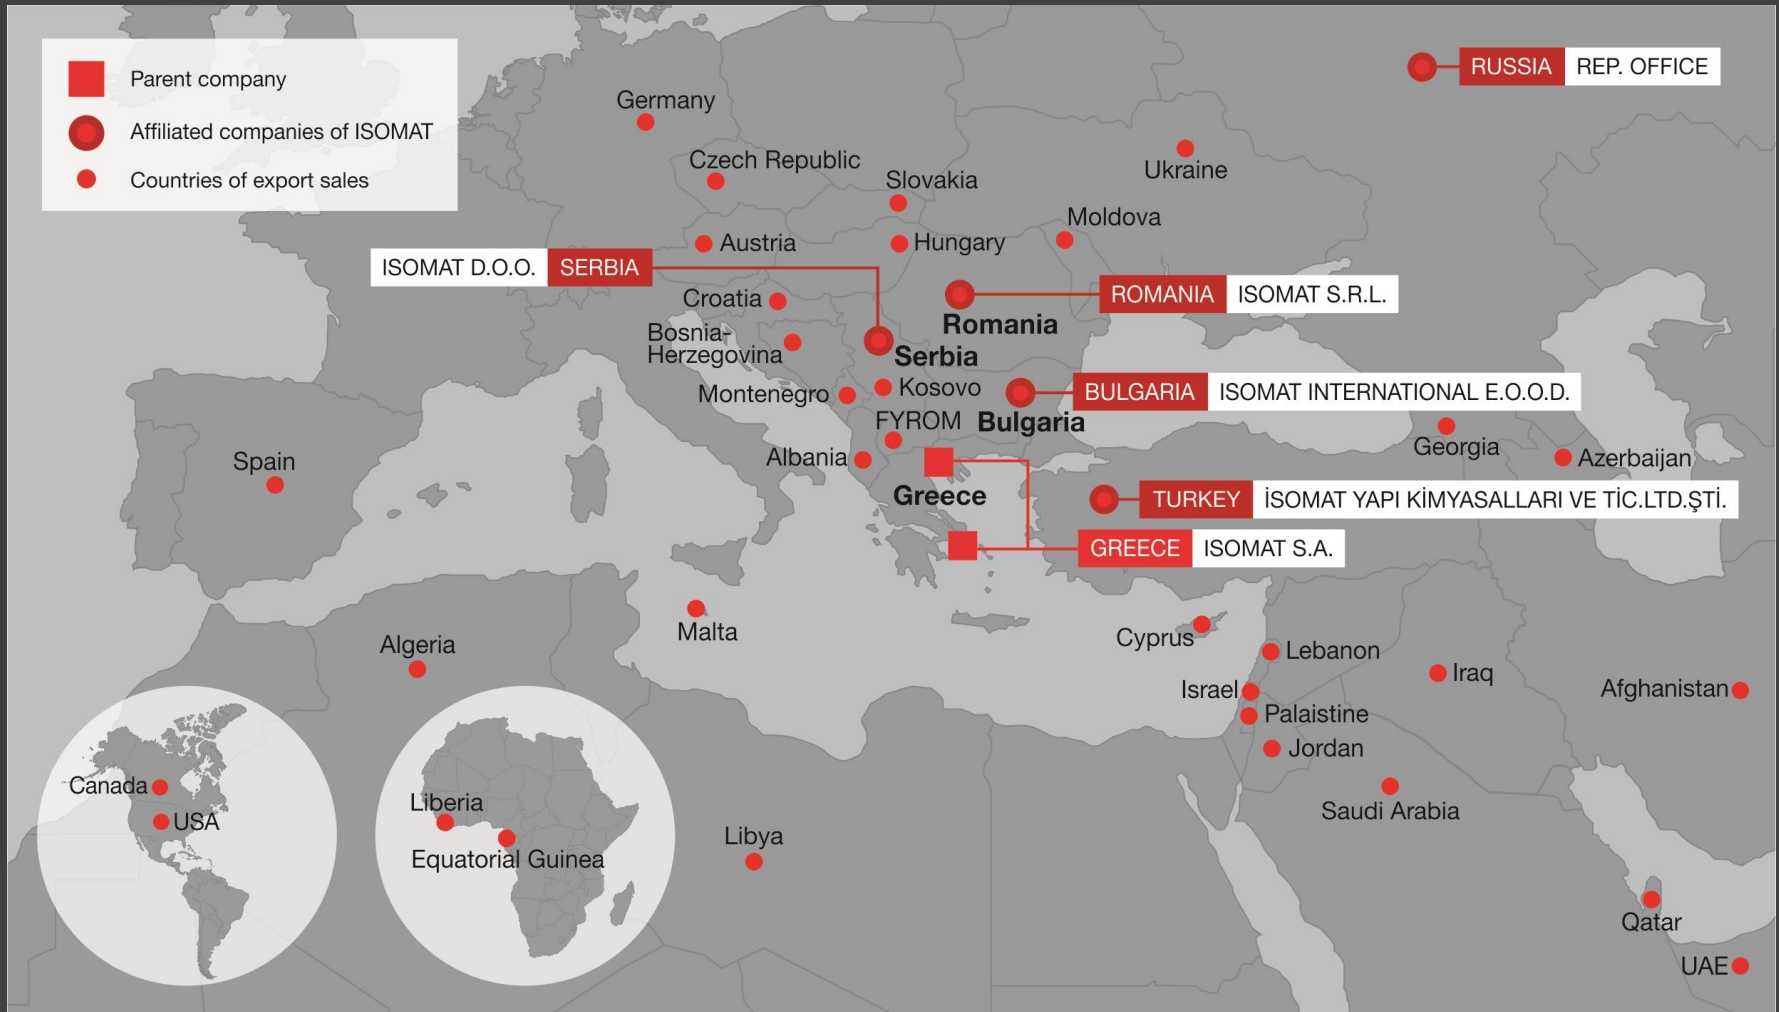 Parent company
Affiliated companies of ISOMAT
Countries of export sales
RUSSIA REP. OFFICE
Germany
Czech Republic
Slovakia
Ukraine
Moldova
Austria
Hungary
ISOMAT D.O.O. SERBIA
ROMANIA ISOMAT S.R.L.
Croatia
Romania
Bosnia-
Herzegovina
Serbia
Montenegro
Kosovo
BULGARIA ISOMAT INTERNATIONAL E.O.O.D.
FYROM
Bulgaria
Georgia
Albania
Azerbaijan
Spain
Greece
TURKEY İSOMAT YAPI KİMYASALLARI VE TİC.LTD.ŞTİ.
GREECE ISOMAT S.A.
Malta
Cyprus
Algeria
Lebanon
Iraq
Israel
Afghanistan
Palaistine
Jordan
Canada
USA
Liberia
Equatorial Guinea
Libya
Saudi Arabia
Qatar
UAE